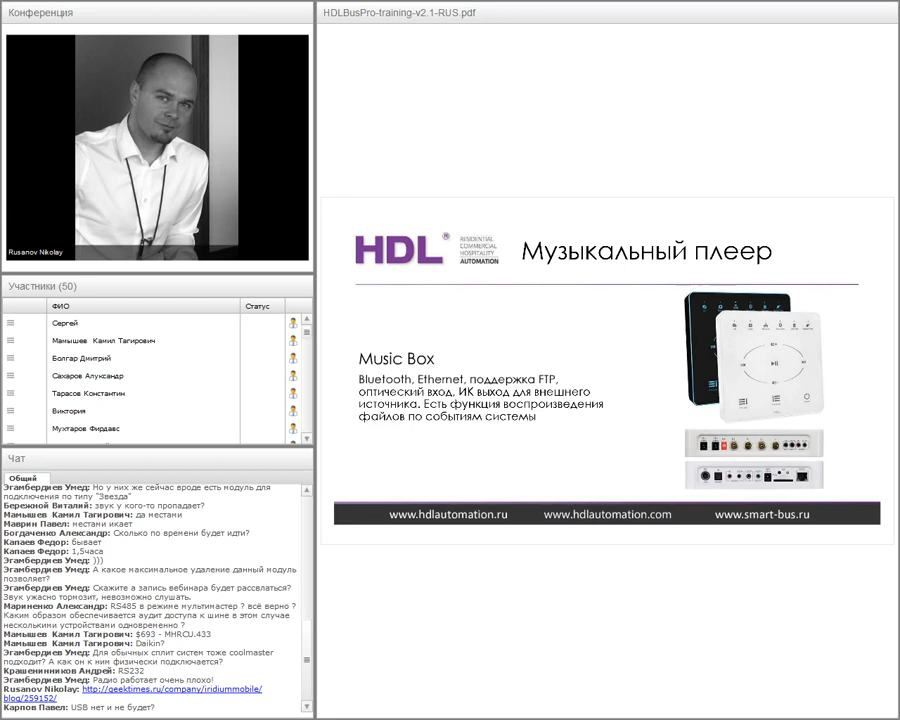 Конференция
Rusanov Nikolay
Участники (50)
ФИО
Статус
Сергей
Мамышев Камил Тагирович
Болгар Дмитрий
Сахаров Алуксандр
Тарасов Константин
Виктория
Мухтаров Фирдавс
Чат
Общий
Эгамбердиев Умед: Но у них же сейчас вроде есть модуль для
подключения по типу "Звезда"
Бережной Виталий: звук у кого-то пропадает?
Мамышев Камил Тагирович: да местани
Маврин Павел: местани икает
Богдаченко Александр: Сколько по времени будет идти?
Капаев Федор: бывает
Капаев Федор: 1,5часа
Эгамбердиев Умед: )))
Эгамбердиев Умед: А какое максимальное удаление данный модуль
позволяет?
Эгамбердиев Умед: Скажите а запись вебинара будет рассвлаться?
Звук ужасно тормозит, невозможно слушать.
Мариненко Александр: RS485 в режиме мультимастер ? всё верно ?
Каким образом обеспечивается аудит доступа к шине в этом случае
несколькими устройствами одновременно ?
Мамышев Камил Тагирович: $693 - MHRCU.433
Мамышев Камил Тагирович: Daikin?
Эгамбердиев Умед: Для обычных сплит систем тоже coolmaster
подходит? А как он к ним физически подключается?
Крашенинников Андрей: RS232
Эгамбердиев Умед: Радио работает очень плохо!
Rusanov Nikolay: http://geektimes.ru/company/iridiummobile/
blog/259152/
Карпов Павел: USB нет и не будет?
HDLBusPro-training-v2.1-RUS.pdf
HDL®
RESIDENTIAL
COMMERCIAL
HOSPITALITY
AUTOMATION
Музыкальный плеер
Music Box
Bluetooth, Ethernet, поддержка FTP,
оптический вход, ИК выход для внешнего
источника. Есть функция воспроизведения
файлов по событиям системы
www.hdlautomation.ru
www.hdlautomation.com
www.smart-bus.ru